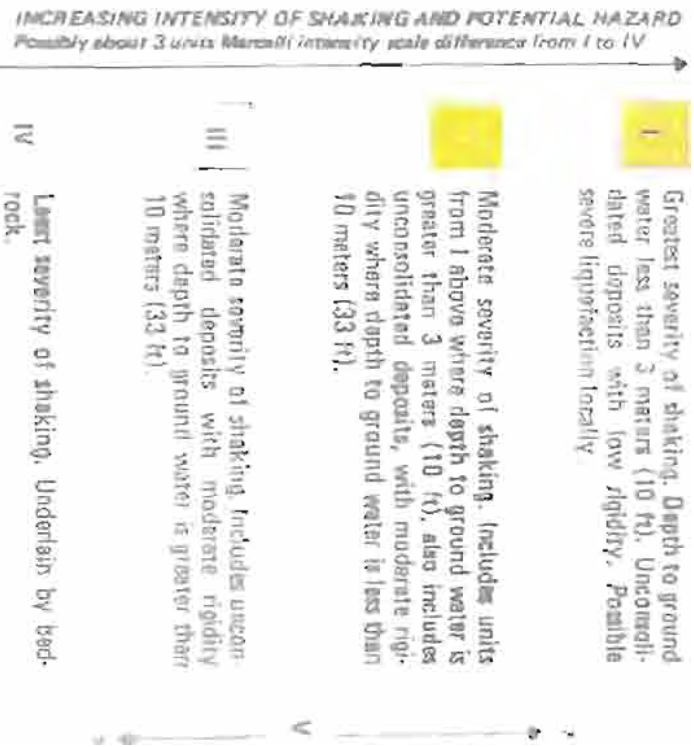 INCREASING INTENSITY OF SHAKING AND POTENTIAL HAZARD
Possibly about 3 units Mercalli intensity scale difference from I to IV
I
Greatest severity of shaking. Depth to ground
water less than 3 meters (10 ft). Unconsoli-
dated deposits with low rigidity. Possible
severe liquefaction locally.
Moderate severity of shaking. Includes units
from I above where depth to ground water is
greater than 3 meters (10 ft), also includes
unconsolidated deposits, with moderate rigi-
dity where depth to ground water is less than
10 meters (33 ft).
III
Moderate severity of shaking. Includes uncon-
solidated deposits with moderate rigidity
where depth to ground water is greater than
10 meters (33 ft).
IV
Least severity of shaking. Underlain by bed-
rock.
V